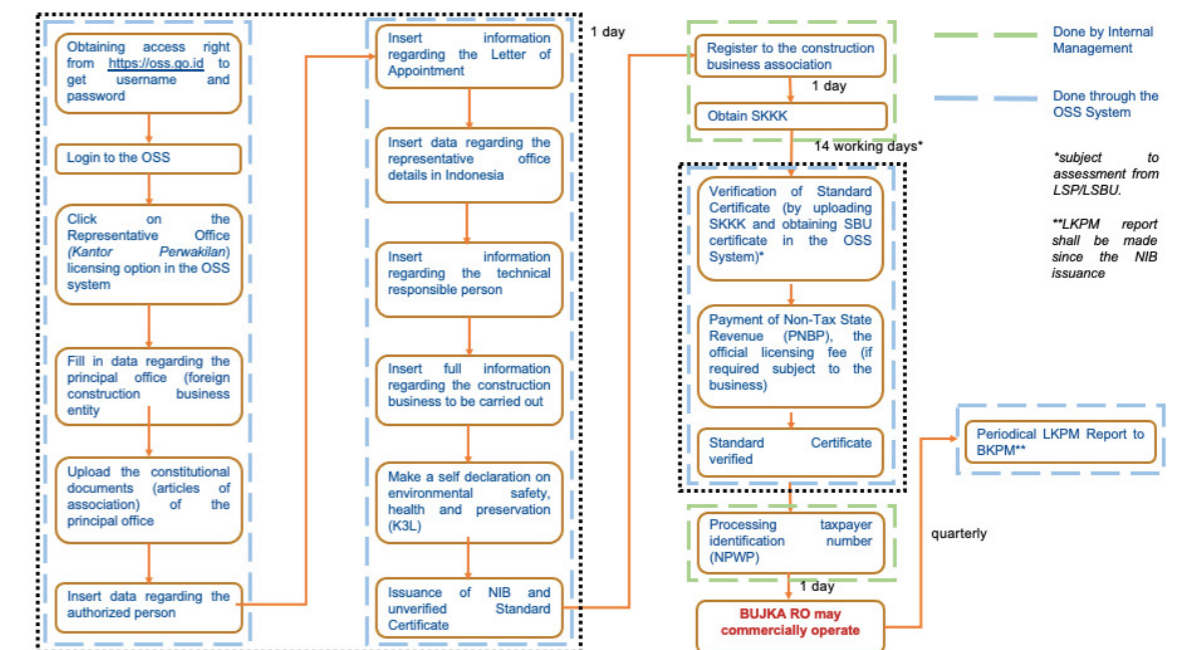 Obtaining access right
from https://oss.go.id to
get username and
password
Login to the OSS
Click on the
Representative Office
(Kantor Perwakilan)
licensing option in the OSS
system
Fill in data regarding the
principal office (foreign
construction business
entity
Upload the constitutional
documents (articles of
association) of the
principal office
Insert data regarding the
authorized person
Insert information
regarding the Letter of
Appointment
Insert data regarding the
representative office
details in Indonesia
Insert information
regarding the technical
responsible person
Insert full information
regarding the construction
business to be carried out
Make a self declaration on
environmental safety,
health and preservation
(K3L)
Issuance of NIB and
unverified Standard
Certificate
1 day
Register to the construction
business association
1 day
Obtain SKKK
14 working days*
Verification of Standard
Certificate (by uploading
SKKK and obtaining SBU
certificate in the OSS
System)*
Payment of Non-Tax State
Revenue (PNBP), the
official licensing fee (if
required subject to the
business)
Standard Certificate
verified
Processing taxpayer
identification number
(NPWP)
1 day
BUJKA RO may
commercially operate
quarterly
Periodical LKPM Report to
BKPM**
Done by Internal
Management
Done through the
OSS System
*subject to
assessment from
LSP/LSBU.
**LKPM report
shall be made
since the NIB
issuance